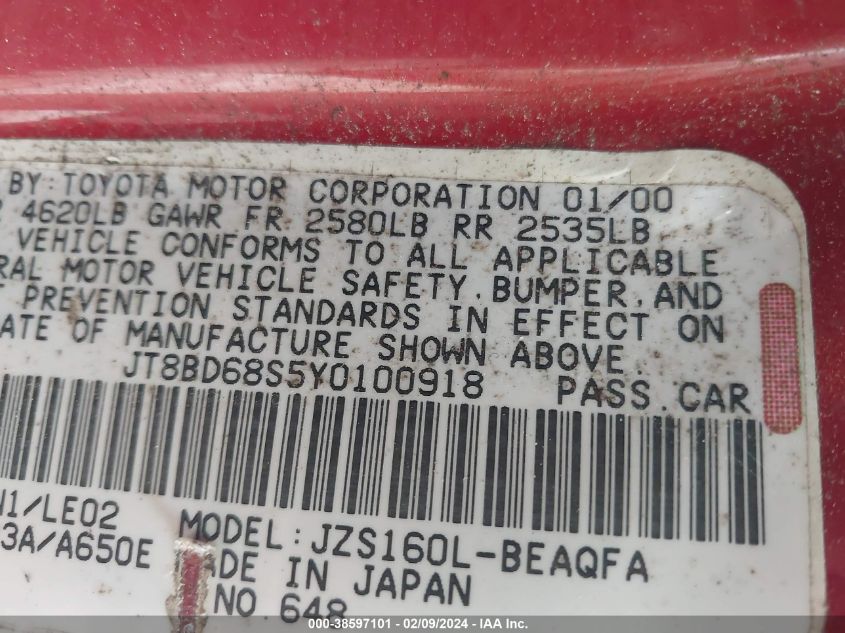 BY: TOYOTA MOTOR CORPORATION 01/00
4620LB GAWR FR 2580LB RR 2535LB
VEHICLE CONFORMS TO ALL APPLICABLE
RAL MOTOR VEHICLE SAFETY, BUMPER, AND
PREVENTION STANDARDS IN EFFECT ON
ATE OF MANUFACTURE SHOWN ABOVE.
JT8BD68S5Y0100918 PASS.CAR
N1/LE02 MODEL:JZS160L-BEAQFA
3A/A650E ADE IN JAPAN
NO.648
000-38597101 - 02/09/2024 - IAA Inc.